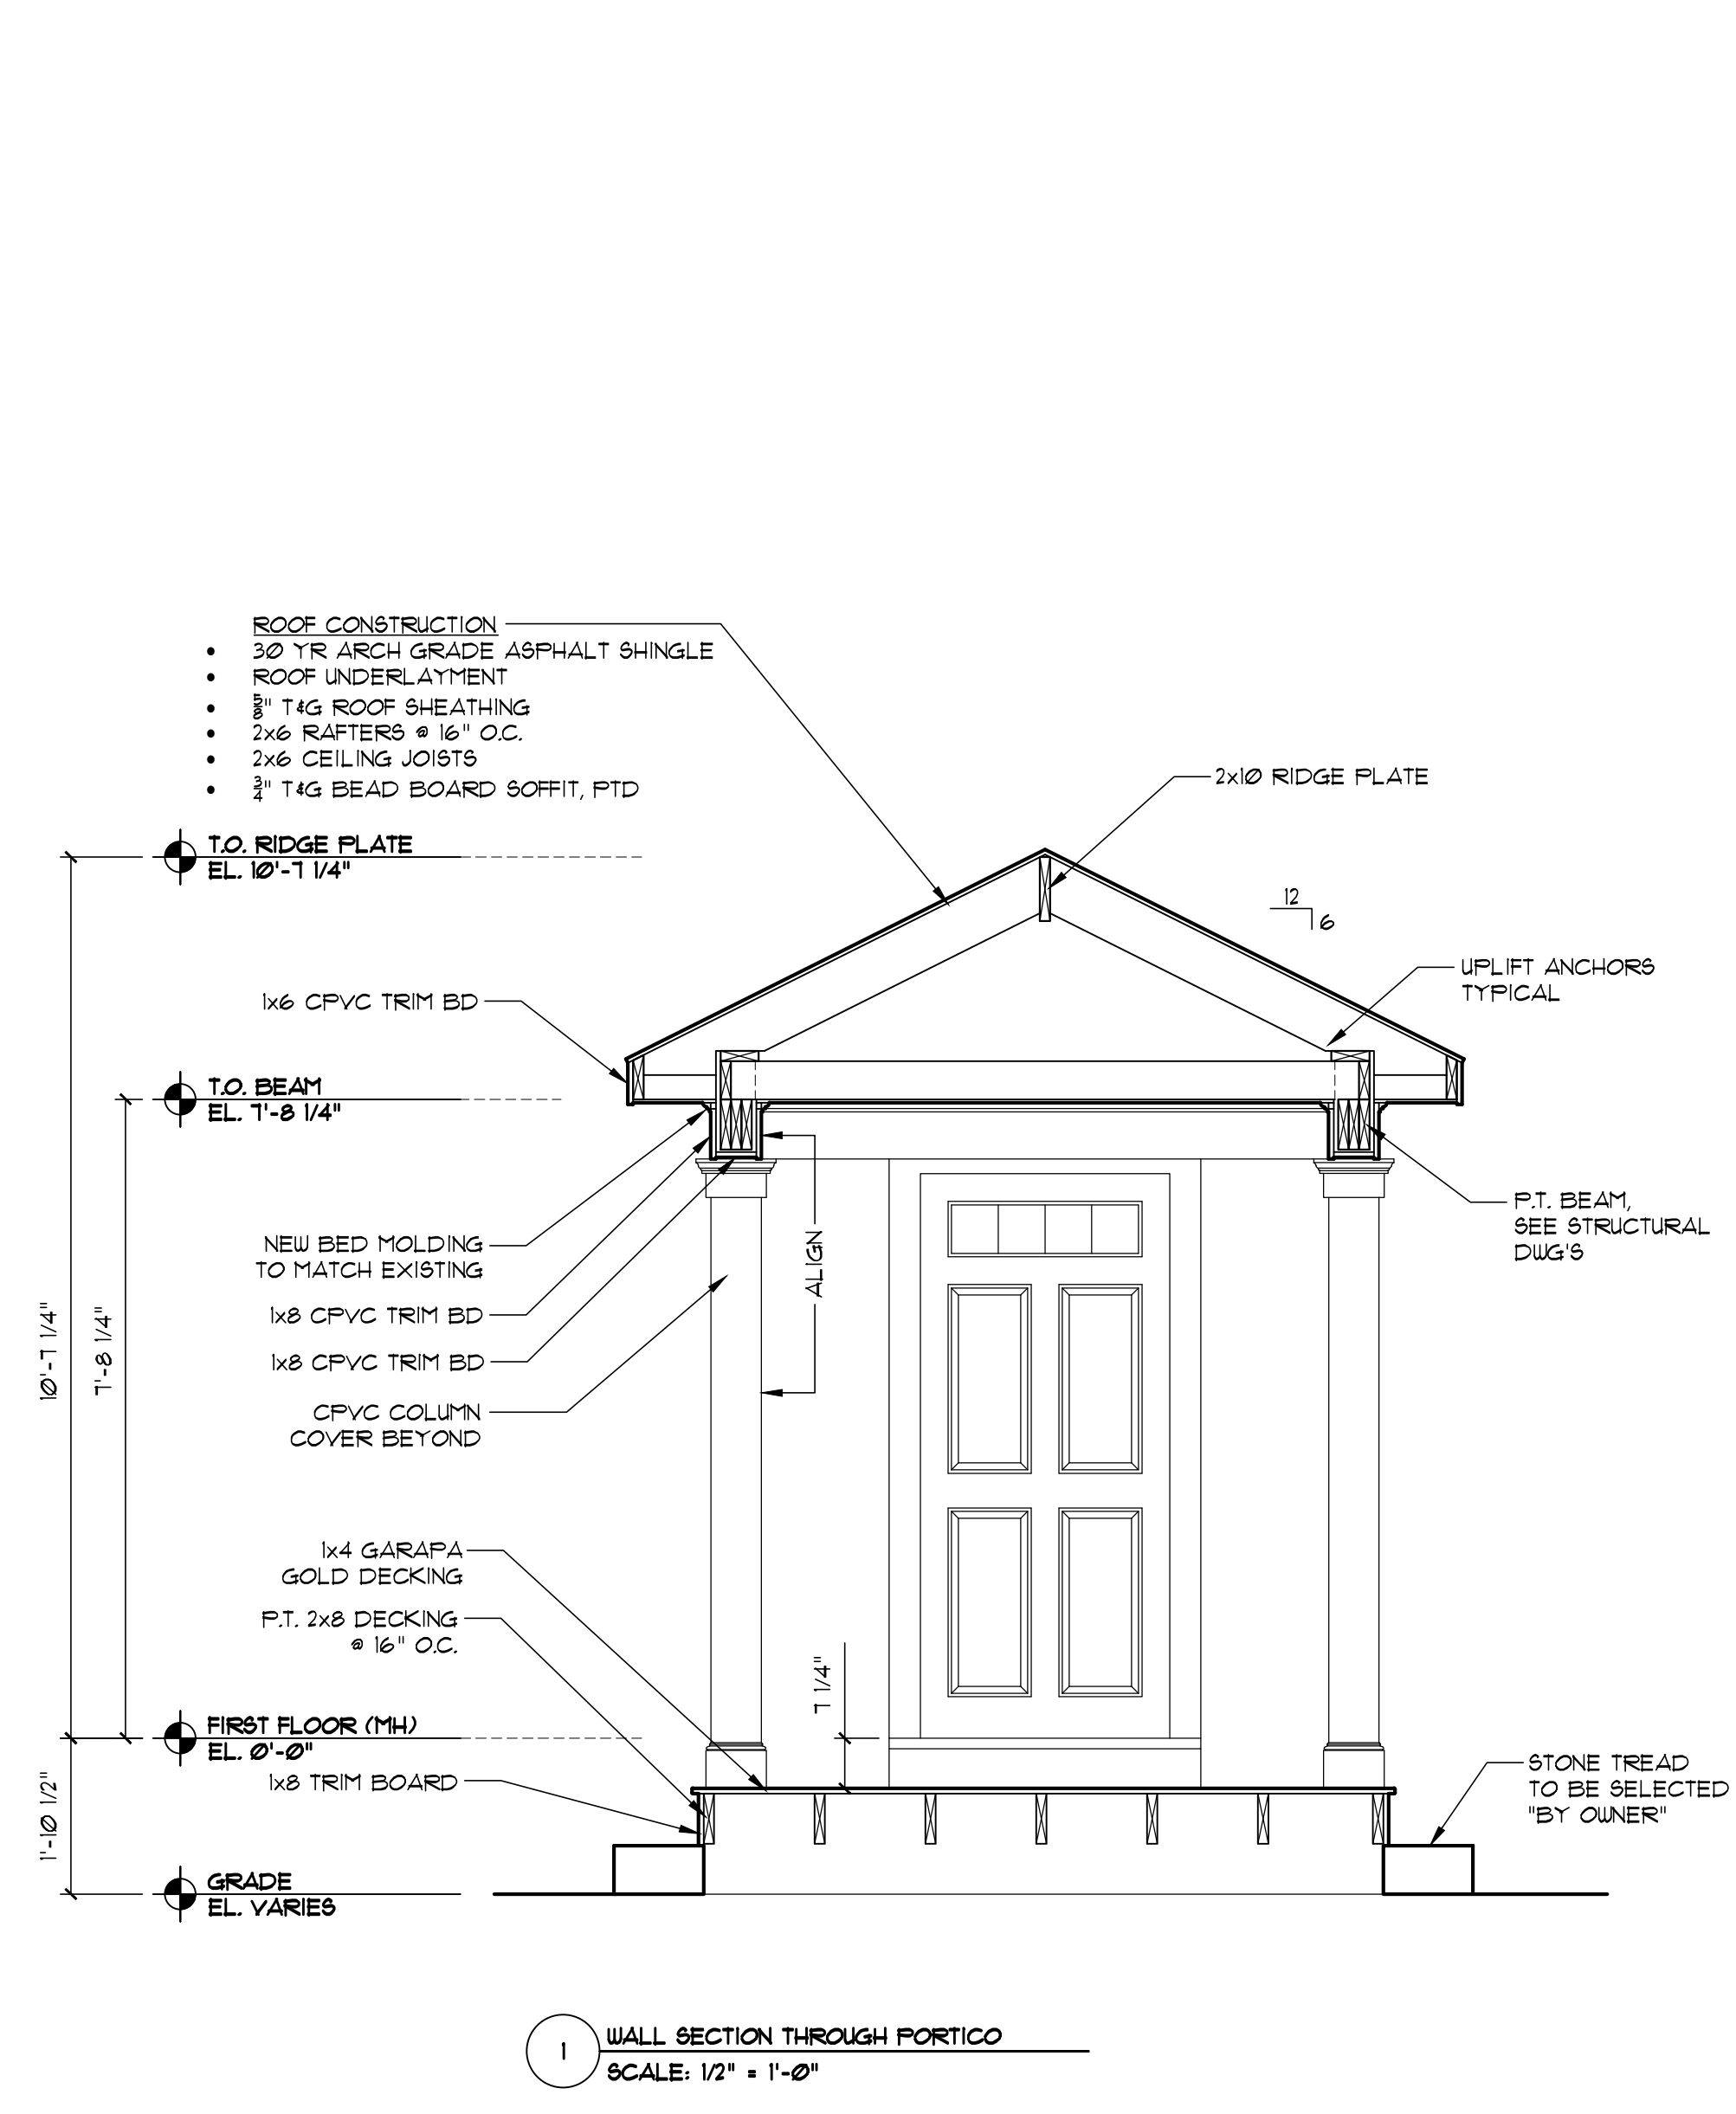 ROOF CONSTRUCTION
• 30 YR ARCH GRADE ASPHALT SHINGLE
• ROOF UNDERLAYMENT
• 5/8" T&G ROOF SHEATHING
• 2x6 RAFTERS @ 16" O.C.
• 2x6 CEILING JOISTS
• 3/4" T&G BEAD BOARD SOFFIT, PTD
2x10 RIDGE PLATE
T.O. RIDGE PLATE
EL. 10'-7 1/4"
12
6
UPLIFT ANCHORS
TYPICAL
1x6 CPVC TRIM BD
T.O. BEAM
EL. 7'-8 1/4"
P.T. BEAM,
SEE STRUCTURAL
DWG'S
NEW BED MOLDING
TO MATCH EXISTING
ALIGN
1x8 CPVC TRIM BD
1x8 CPVC TRIM BD
10'-7 1/4"
7'-8 1/4"
CPVC COLUMN
COVER BEYOND
1x4 GARAPA
GOLD DECKING
P.T. 2x8 DECKING
@ 16" O.C.
7 1/4"
FIRST FLOOR (MH)
EL. 0'-0"
1x8 TRIM BOARD
STONE TREAD
TO BE SELECTED
"BY OWNER"
1'-10 1/2"
GRADE
EL. VARIES
1
WALL SECTION THROUGH PORTICO
SCALE: 1/2" = 1'-0"